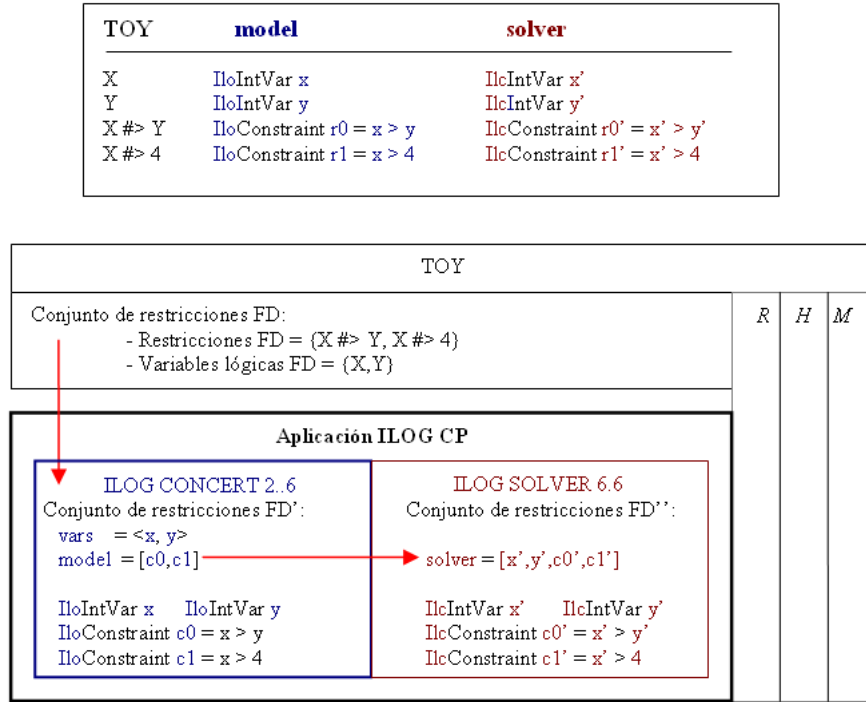 TOY model solver
X IloIntVar x IlcIntVar x'
Y IloIntVar y IlcIntVar y'
X #> Y IloConstraint r0 = x > y IlcConstraint r0' = x' > y'
X #> 4 IloConstraint r1 = x > 4 IlcConstraint r1' = x' > 4
TOY
Conjunto de restricciones FD: R H M
- Restricciones FD = {X #> Y, X #> 4}
- Variables lógicas FD = {X,Y}
Aplicación ILOG CP
ILOG CONCERT 2..6 ILOG SOLVER 6.6
Conjunto de restricciones FD': Conjunto de restricciones FD'':
vars = <x, y>
model = [c0,c1] solver = [x',y',c0',c1']
IloIntVar x IloIntVar y IlcIntVar x' IlcIntVar y'
IloConstraint c0 = x > y IlcConstraint c0' = x' > y'
IloConstraint c1 = x > 4 IlcConstraint c1' = x' > 4